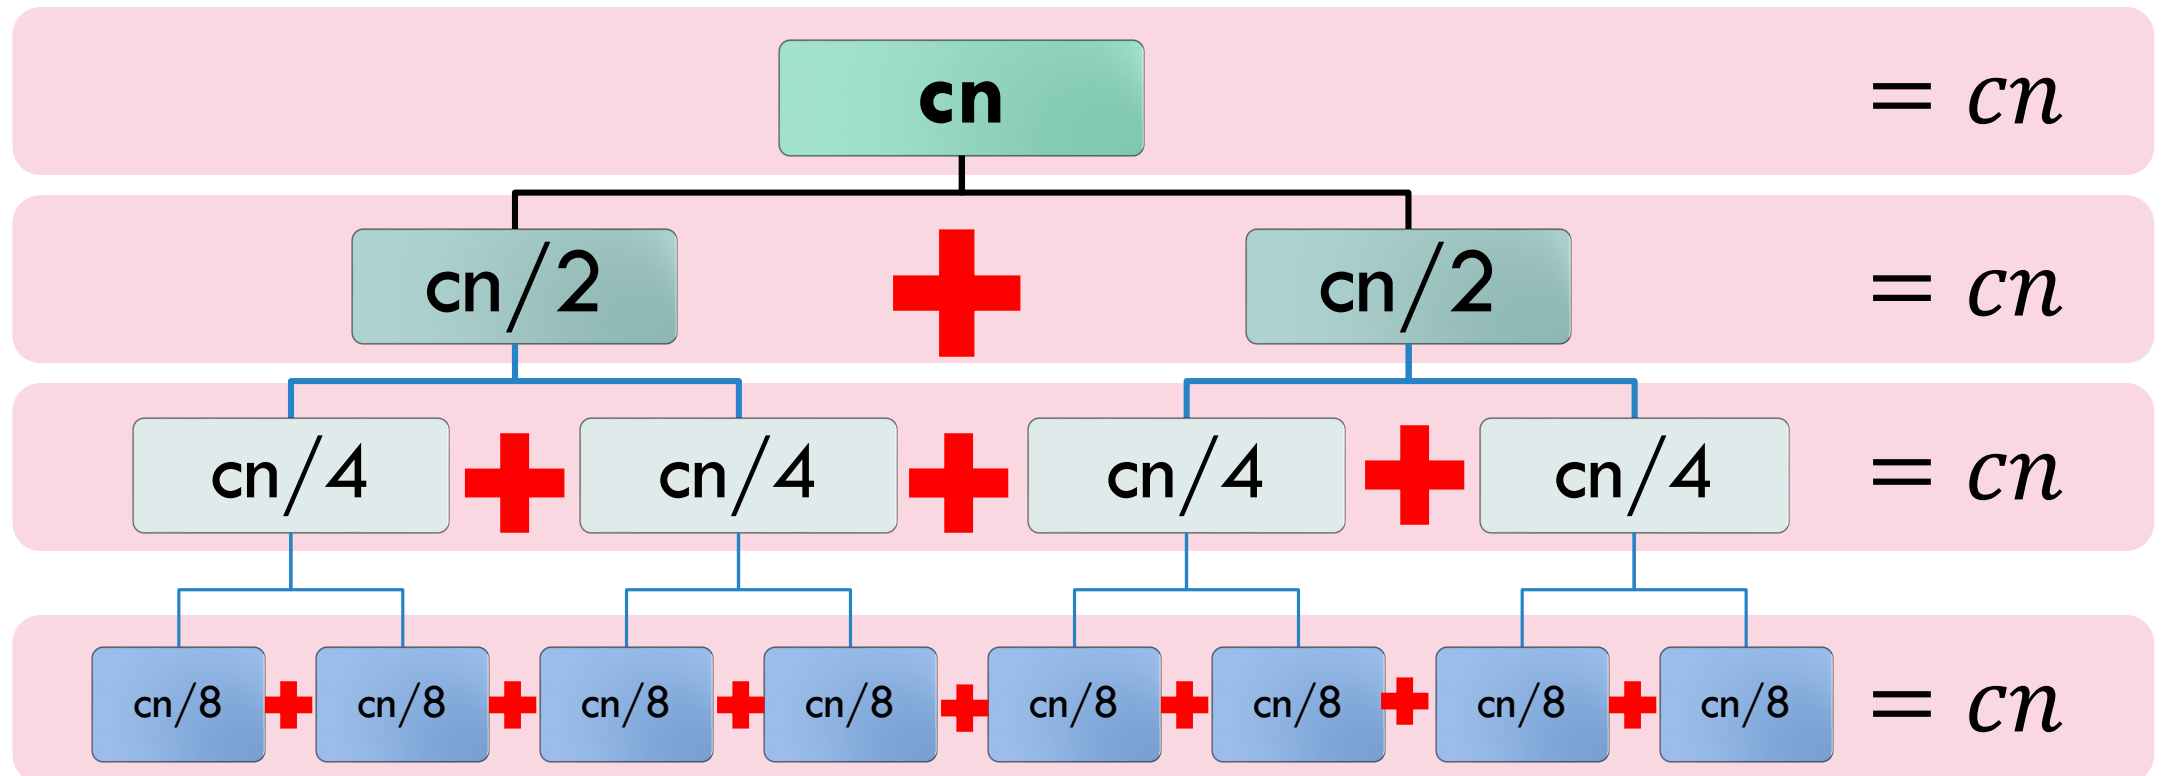 cn = cn
cn/2 + cn/2 = cn
cn/4 + cn/4 + cn/4 + cn/4 = cn
cn/8 + cn/8 + cn/8 + cn/8 + cn/8 + cn/8 + cn/8 + cn/8 = cn